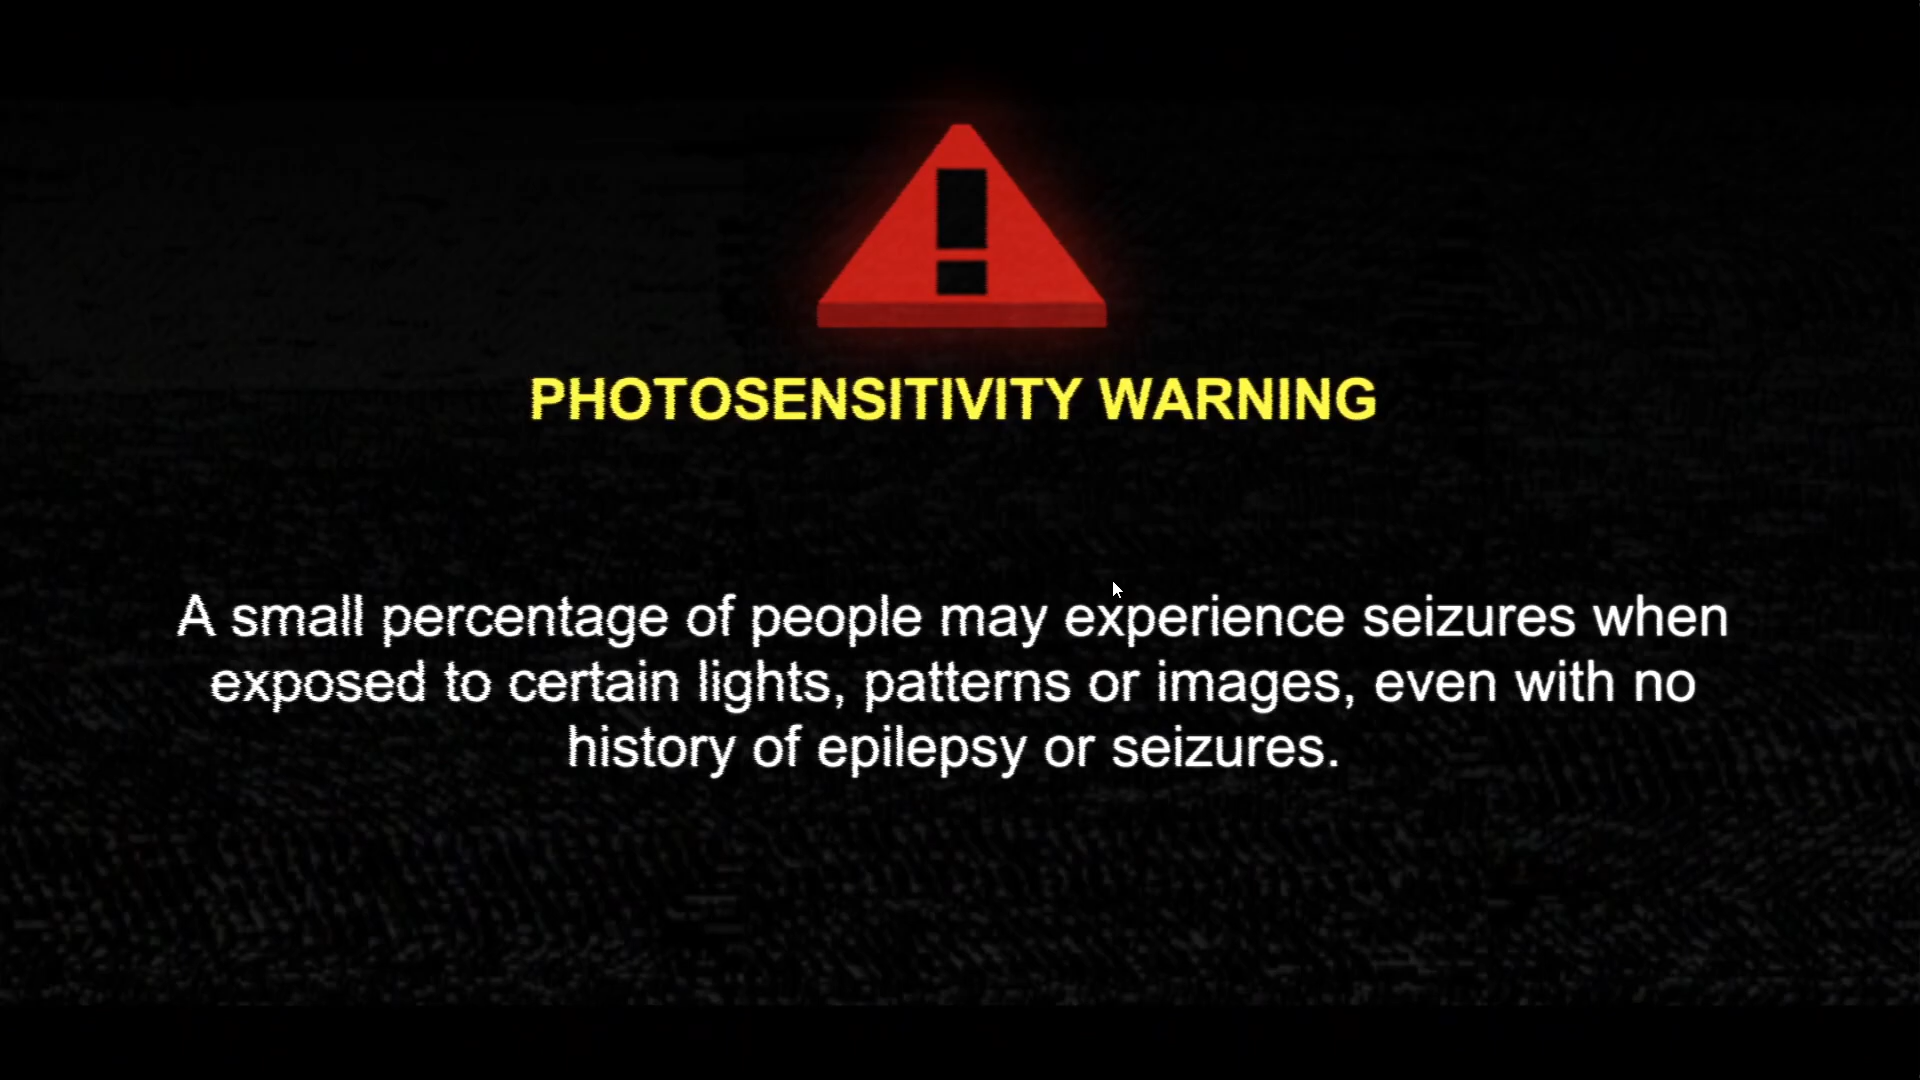 PHOTOSENSITIVITY WARNING
A small percentage of people may experience seizures when
exposed to certain lights, patterns or images, even with no
history of epilepsy or seizures.